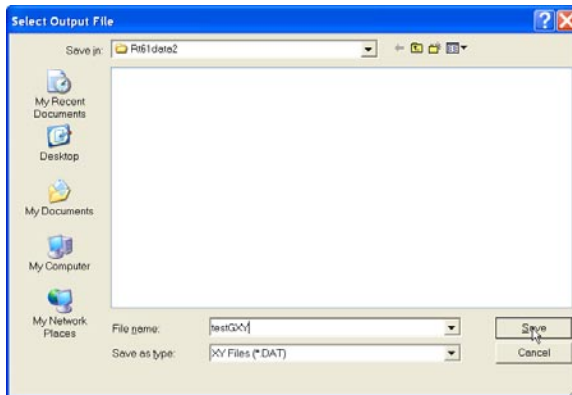 Select Output File
Save in:
Rt61data2
My Recent
Documents
Desktop
My Documents
My Computer
My Network
Places
File name:
testGXY
Save
Save as type:
XY Files (*.DAT)
Cancel